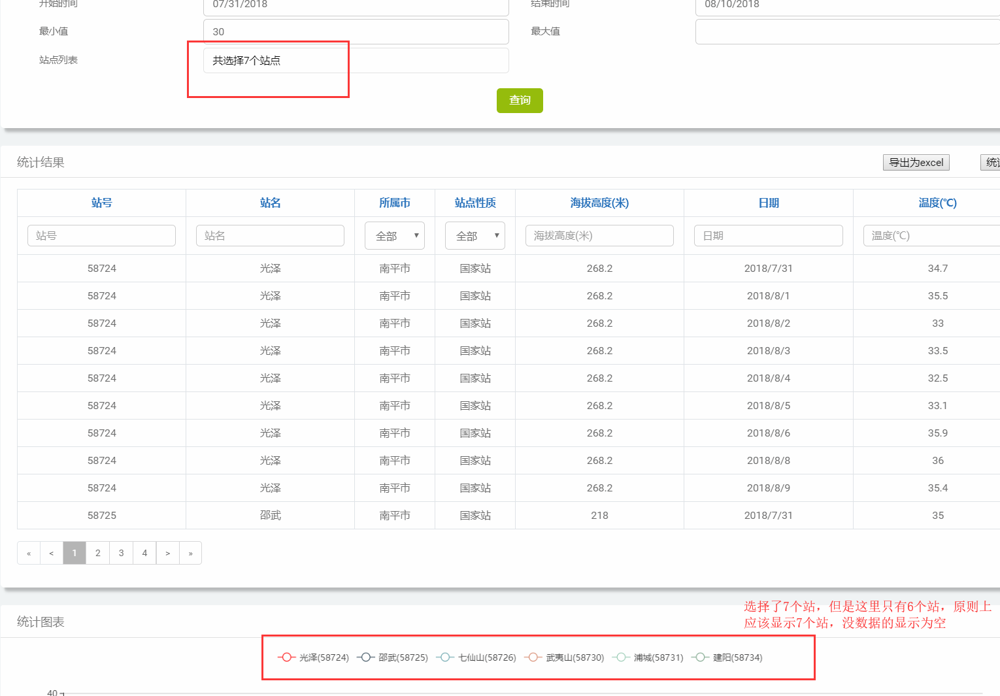 开始时间 07/31/2018 结束时间 08/10/2018
最小值 30 最大值
站点列表 共选择7个站点
查询
统计结果 导出为excel 统计
站号 站名 所属市 站点性质 海拔高度(米) 日期 温度(℃)
站号 站名 全部 ▼ 全部 ▼ 海拔高度(米) 日期 温度(℃)
58724 光泽 南平市 国家站 268.2 2018/7/31 34.7
58724 光泽 南平市 国家站 268.2 2018/8/1 35.5
58724 光泽 南平市 国家站 268.2 2018/8/2 33
58724 光泽 南平市 国家站 268.2 2018/8/3 33.5
58724 光泽 南平市 国家站 268.2 2018/8/4 32.5
58724 光泽 南平市 国家站 268.2 2018/8/5 33.1
58724 光泽 南平市 国家站 268.2 2018/8/6 35.9
58724 光泽 南平市 国家站 268.2 2018/8/8 36
58724 光泽 南平市 国家站 268.2 2018/8/9 35.4
58725 邵武 南平市 国家站 218 2018/7/31 35
« < 1 2 3 4 > »
选择了7个站，但是这里只有6个站，原则上
应该显示7个站，没数据的显示为空
统计图表
光泽(58724) 邵武(58725) 七仙山(58726) 武夷山(58730) 浦城(58731) 建阳(58734)
40